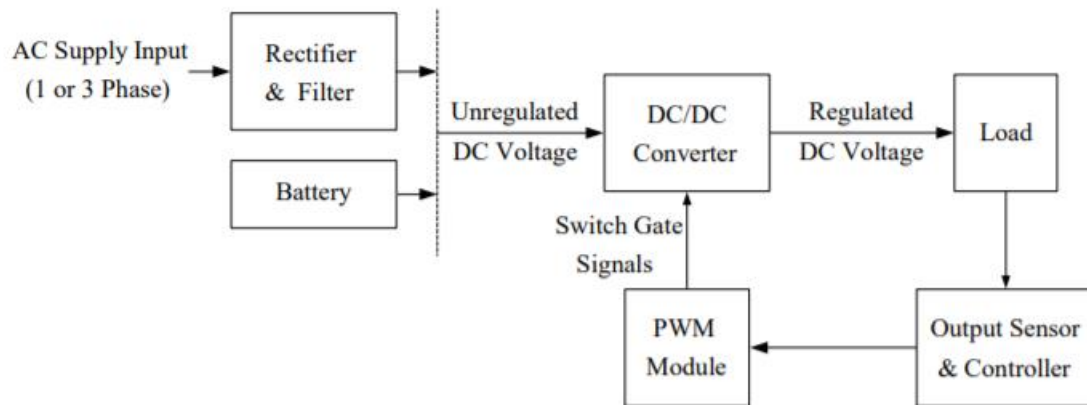 AC Supply Input
(1 or 3 Phase)
Rectifier
& Filter
Battery
Unregulated
DC Voltage
DC/DC
Converter
Regulated
DC Voltage
Load
Switch Gate
Signals
PWM
Module
Output Sensor
& Controller